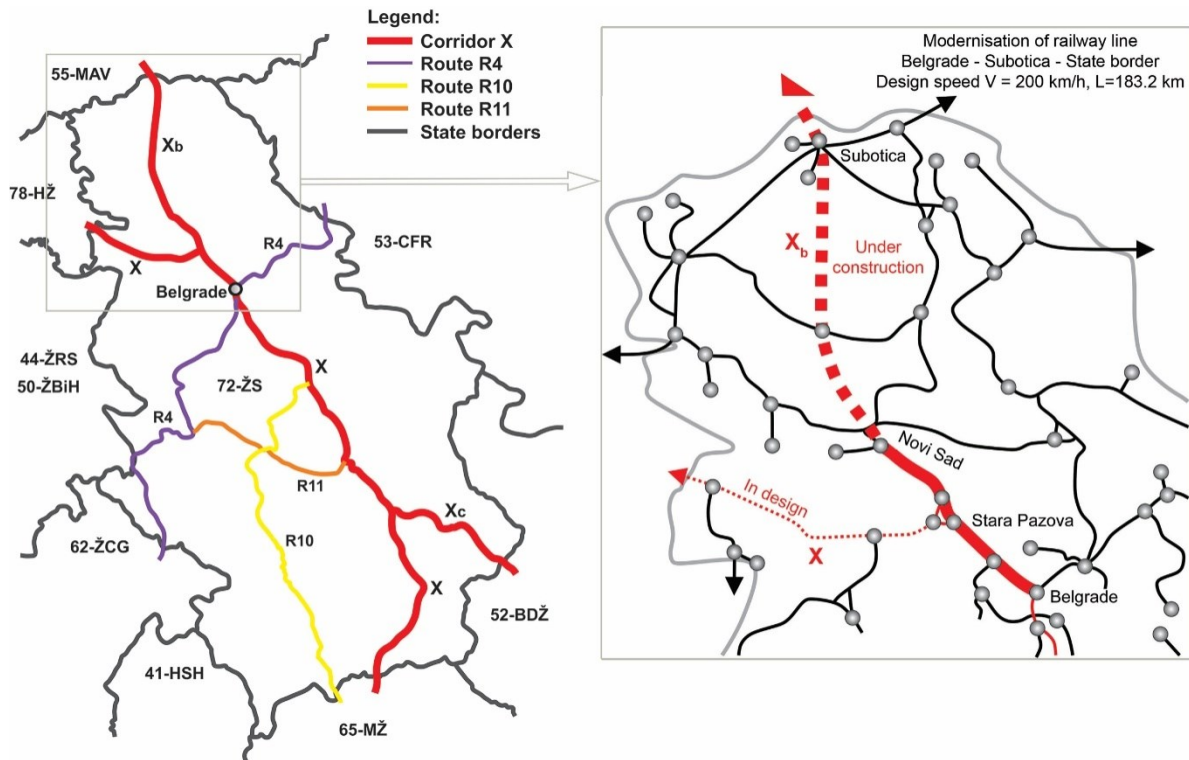 Legend:
Corridor X
Route R4
Route R10
Route R11
State borders
55-MAV
Xb
78-HŽ
X
R4
53-CFR
Belgrade
44-ŽRS
50-ŽBiH
72-ŽS
X
R4
R11
Xc
R10
62-ŽCG
X
52-BDŽ
41-HSH
65-MŽ
Modernisation of railway line
Belgrade - Subotica - State border
Design speed V = 200 km/h, L=183.2 km
Subotica
Xb
Under
construction
Novi Sad
In design
Stara Pazova
X
Belgrade